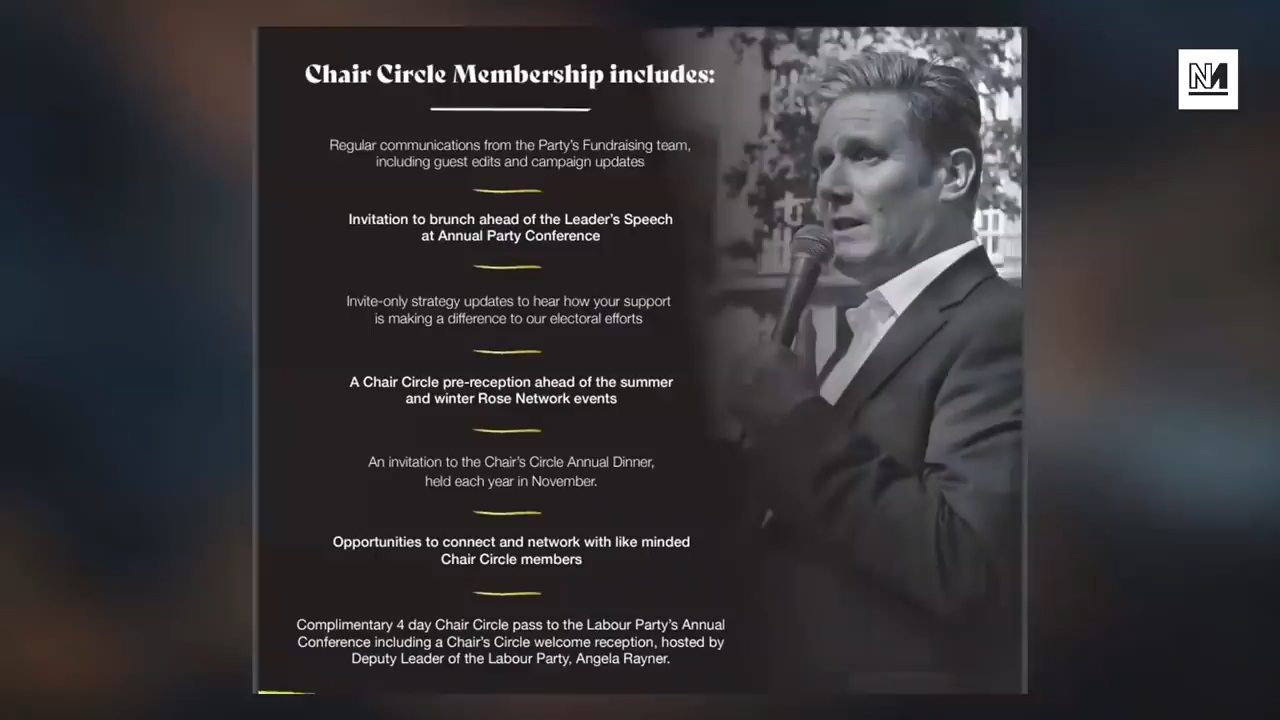 Chair Circle Membership includes:
Regular communications from the Party's Fundraising team,
including guest edits and campaign updates
Invitation to brunch ahead of the Leader's Speech
at Annual Party Conference
Invite-only strategy updates to hear how your support
is making a difference to our electoral efforts
A Chair Circle pre-reception ahead of the summer
and winter Rose Network events
An invitation to the Chair's Circle Annual Dinner,
held each year in November.
Opportunities to connect and network with like minded
Chair Circle members
Complimentary 4 day Chair Circle pass to the Labour Party's Annual
Conference including a Chair's Circle welcome reception, hosted by
Deputy Leader of the Labour Party, Angela Rayner.
NM